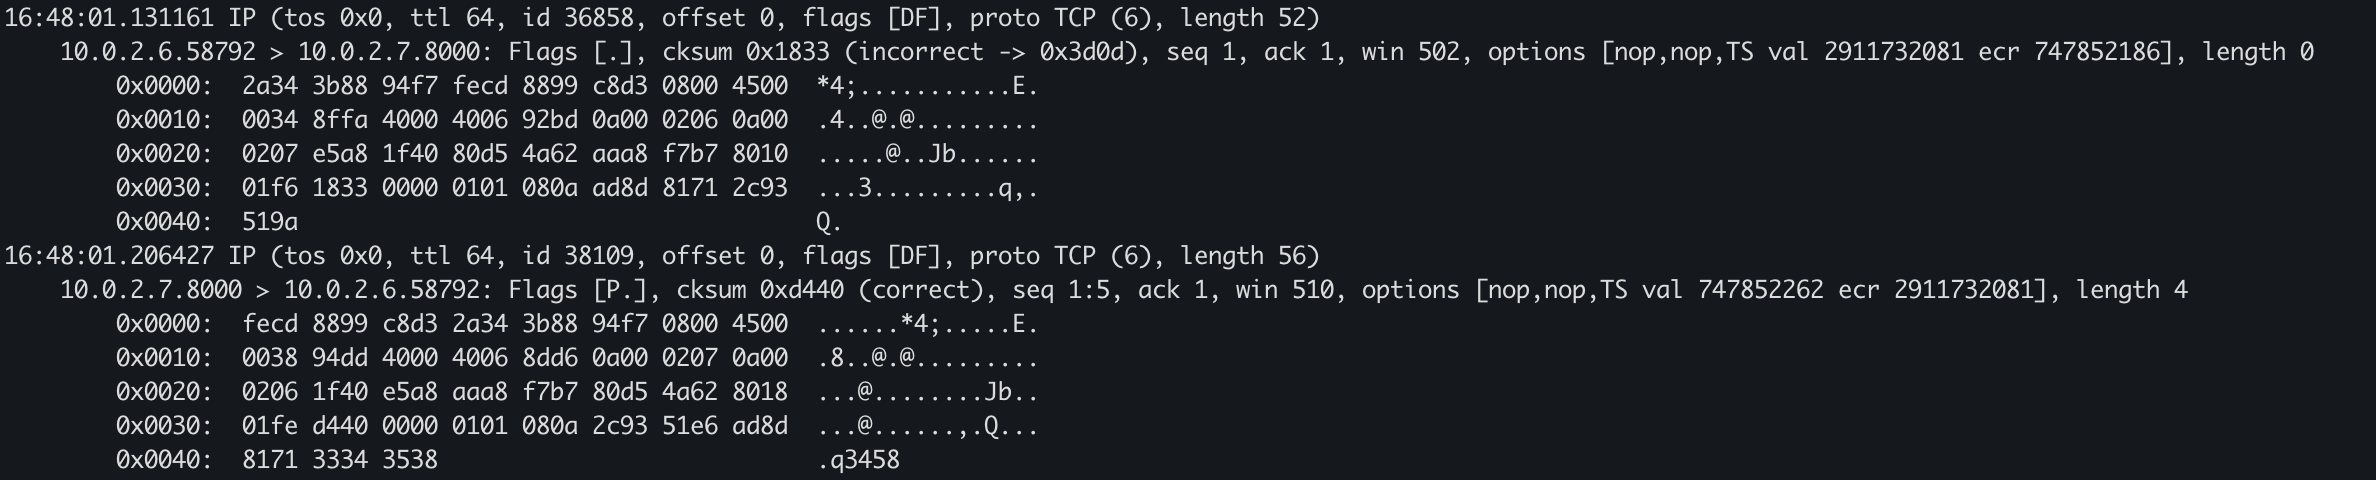 16:48:01.131161 IP (tos 0x0, ttl 64, id 36858, offset 0, flags [DF], proto TCP (6), length 52)
    10.0.2.6.58792 > 10.0.2.7.8000: Flags [.], cksum 0x1833 (incorrect -> 0x3d0d), seq 1, ack 1, win 502, options [nop,nop,TS val 2911732081 ecr 747852186], length 0
        0x0000:  2a34 3b88 94f7 fecd 8899 c8d3 0800 4500  *4;...........E.
        0x0010:  0034 8ffa 4000 4006 92bd 0a00 0206 0a00  .4..@.@.........
        0x0020:  0207 e5a8 1f40 80d5 4a62 aaa8 f7b7 8010  .....@..Jb......
        0x0030:  01f6 1833 0000 0101 080a ad8d 8171 2c93  ...3.........q,.
        0x0040:  519a                                     Q.
16:48:01.206427 IP (tos 0x0, ttl 64, id 38109, offset 0, flags [DF], proto TCP (6), length 56)
    10.0.2.7.8000 > 10.0.2.6.58792: Flags [P.], cksum 0xd440 (correct), seq 1:5, ack 1, win 510, options [nop,nop,TS val 747852262 ecr 2911732081], length 4
        0x0000:  fecd 8899 c8d3 2a34 3b88 94f7 0800 4500  ......*4;.....E.
        0x0010:  0038 94dd 4000 4006 8dd6 0a00 0207 0a00  .8..@.@.........
        0x0020:  0206 1f40 e5a8 aaa8 f7b7 80d5 4a62 8018  ...@........Jb..
        0x0030:  01fe d440 0000 0101 080a 2c93 51e6 ad8d  ...@......,.Q...
        0x0040:  8171 3334 3538                           .q3458